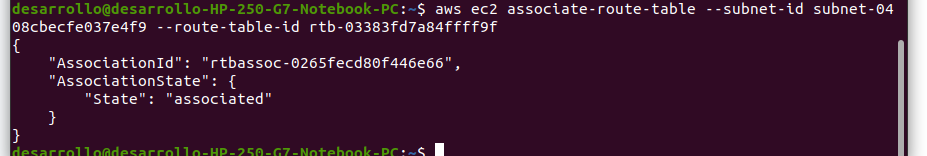 desarrollo@desarrollo-HP-250-G7-Notebook-PC:~$ aws ec2 associate-route-table --subnet-id subnet-04
08cbecfe037e4f9 --route-table-id rtb-03383fd7a84ffff9f
{
    "AssociationId": "rtbassoc-0265fecd80f446e66",
    "AssociationState": {
        "State": "associated"
    }
}
desarrollo@desarrollo-HP-250-G7-Notebook-PC:~$